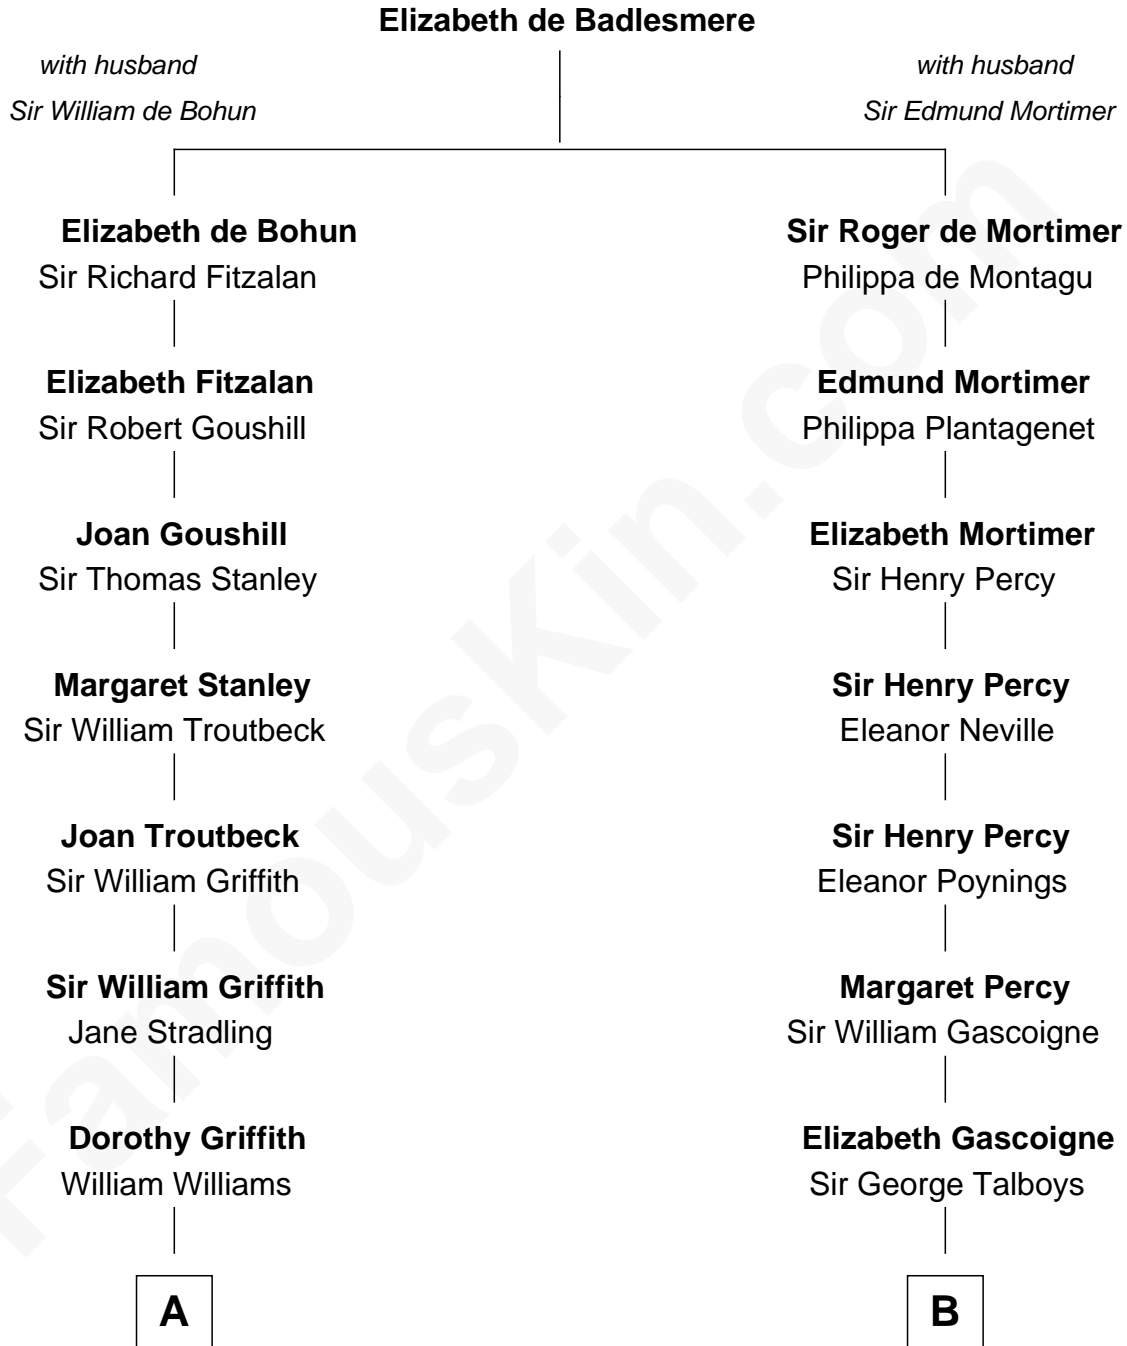 Elizabeth de Badlesmere
with husband
Sir William de Bohun
with husband
Sir Edmund Mortimer
Elizabeth de Bohun
Sir Richard Fitzalan
Sir Roger de Mortimer
Philippa de Montagu
Elizabeth Fitzalan
Sir Robert Goushill
Edmund Mortimer
Philippa Plantagenet
Joan Goushill
Sir Thomas Stanley
Elizabeth Mortimer
Sir Henry Percy
Margaret Stanley
Sir William Troutbeck
Sir Henry Percy
Eleanor Neville
Joan Troutbeck
Sir William Griffith
Sir Henry Percy
Eleanor Poynings
Sir William Griffith
Jane Stradling
Margaret Percy
Sir William Gascoigne
Dorothy Griffith
William Williams
Elizabeth Gascoigne
Sir George Talboys
A
B
FamousKin.com